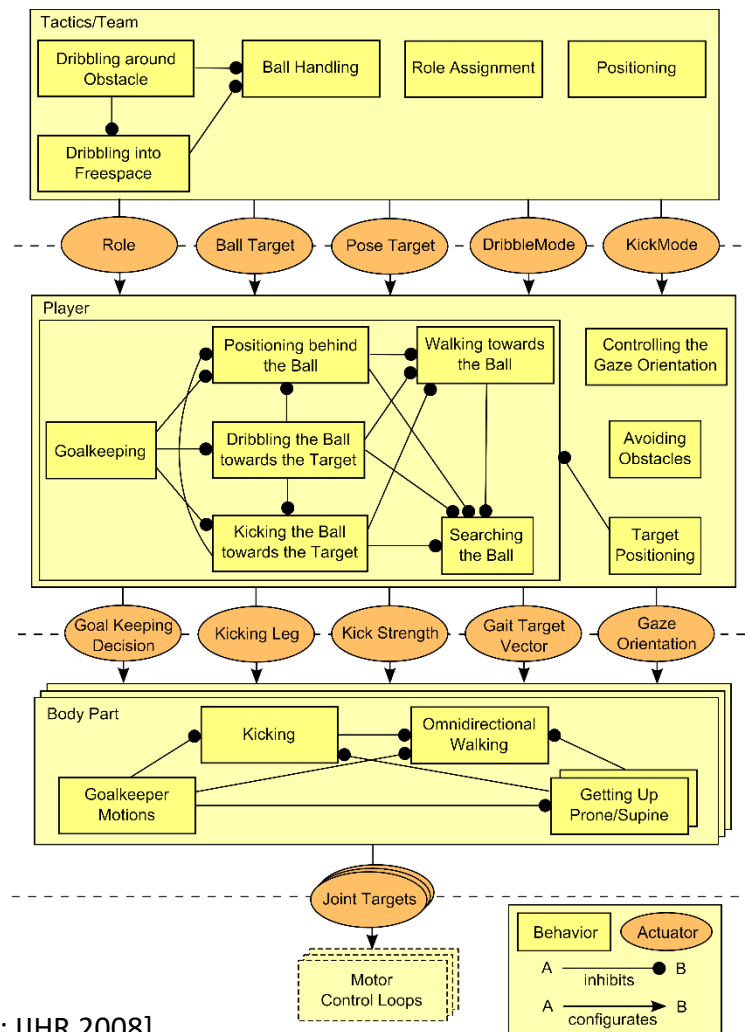 Tactics/Team
Dribbling around
Obstacle
Ball Handling
Role Assignment
Positioning
Dribbling into
Freespace
Role
Ball Target
Pose Target
DribbleMode
KickMode
Player
Positioning behind
the Ball
Walking towards
the Ball
Controlling the
Gaze Orientation
Goalkeeping
Dribbling the Ball
towards the Target
Avoiding
Obstacles
Kicking the Ball
towards the Target
Searching
the Ball
Target
Positioning
Goal Keeping
Decision
Kicking Leg
Kick Strength
Gait Target
Vector
Gaze
Orientation
Body Part
Kicking
Omnidirectional
Walking
Goalkeeper
Motions
Getting Up
Prone/Supine
Joint Targets
Motor
Control Loops
Behavior
Actuator
A inhibits B
A configurates B